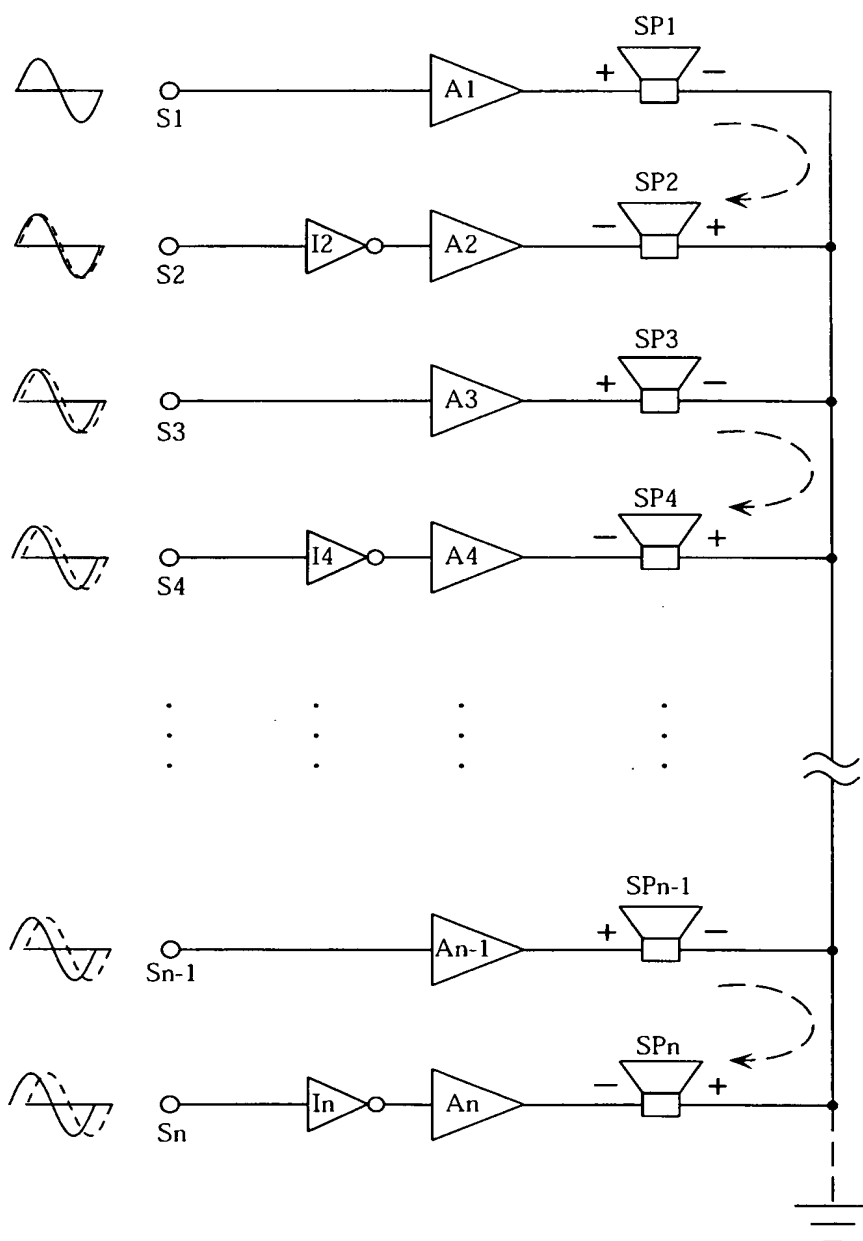 SP1
+ −
A1
S1
SP2
− +
I2 A2
S2
SP3
+ −
A3
S3
SP4
− +
I4 A4
S4
SPn-1
+ −
An-1
Sn-1
SPn
− +
In An
Sn